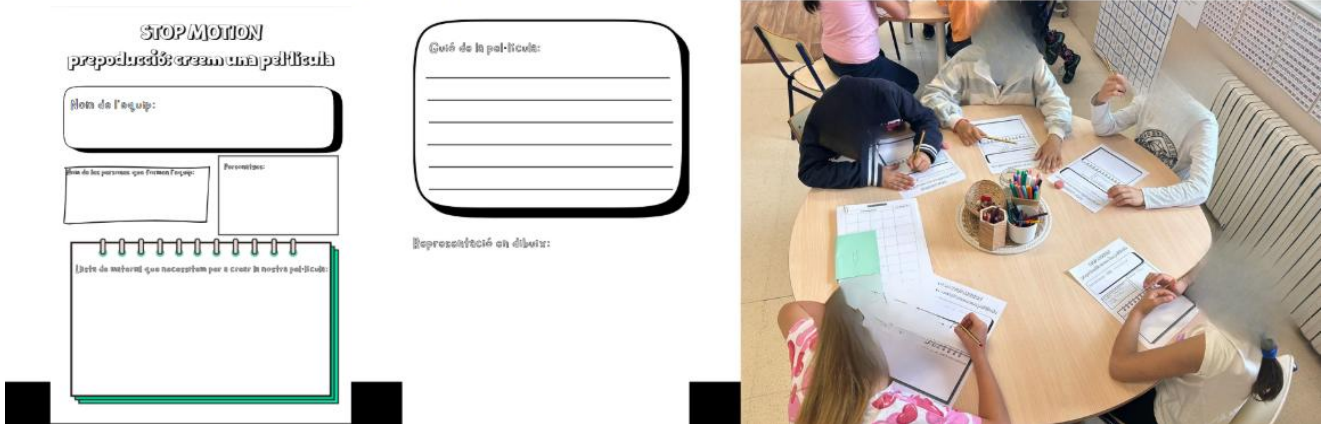 STOP MOTION
prepoducció: creem una pel·lícula
Nom de l'equip:
Nom de les persones que formen l'equip:
Personatges:
Llista de material que necessitem per a crear la nostra pel·lícula:
Guió de la pel·lícula:
Representació en dibuix: